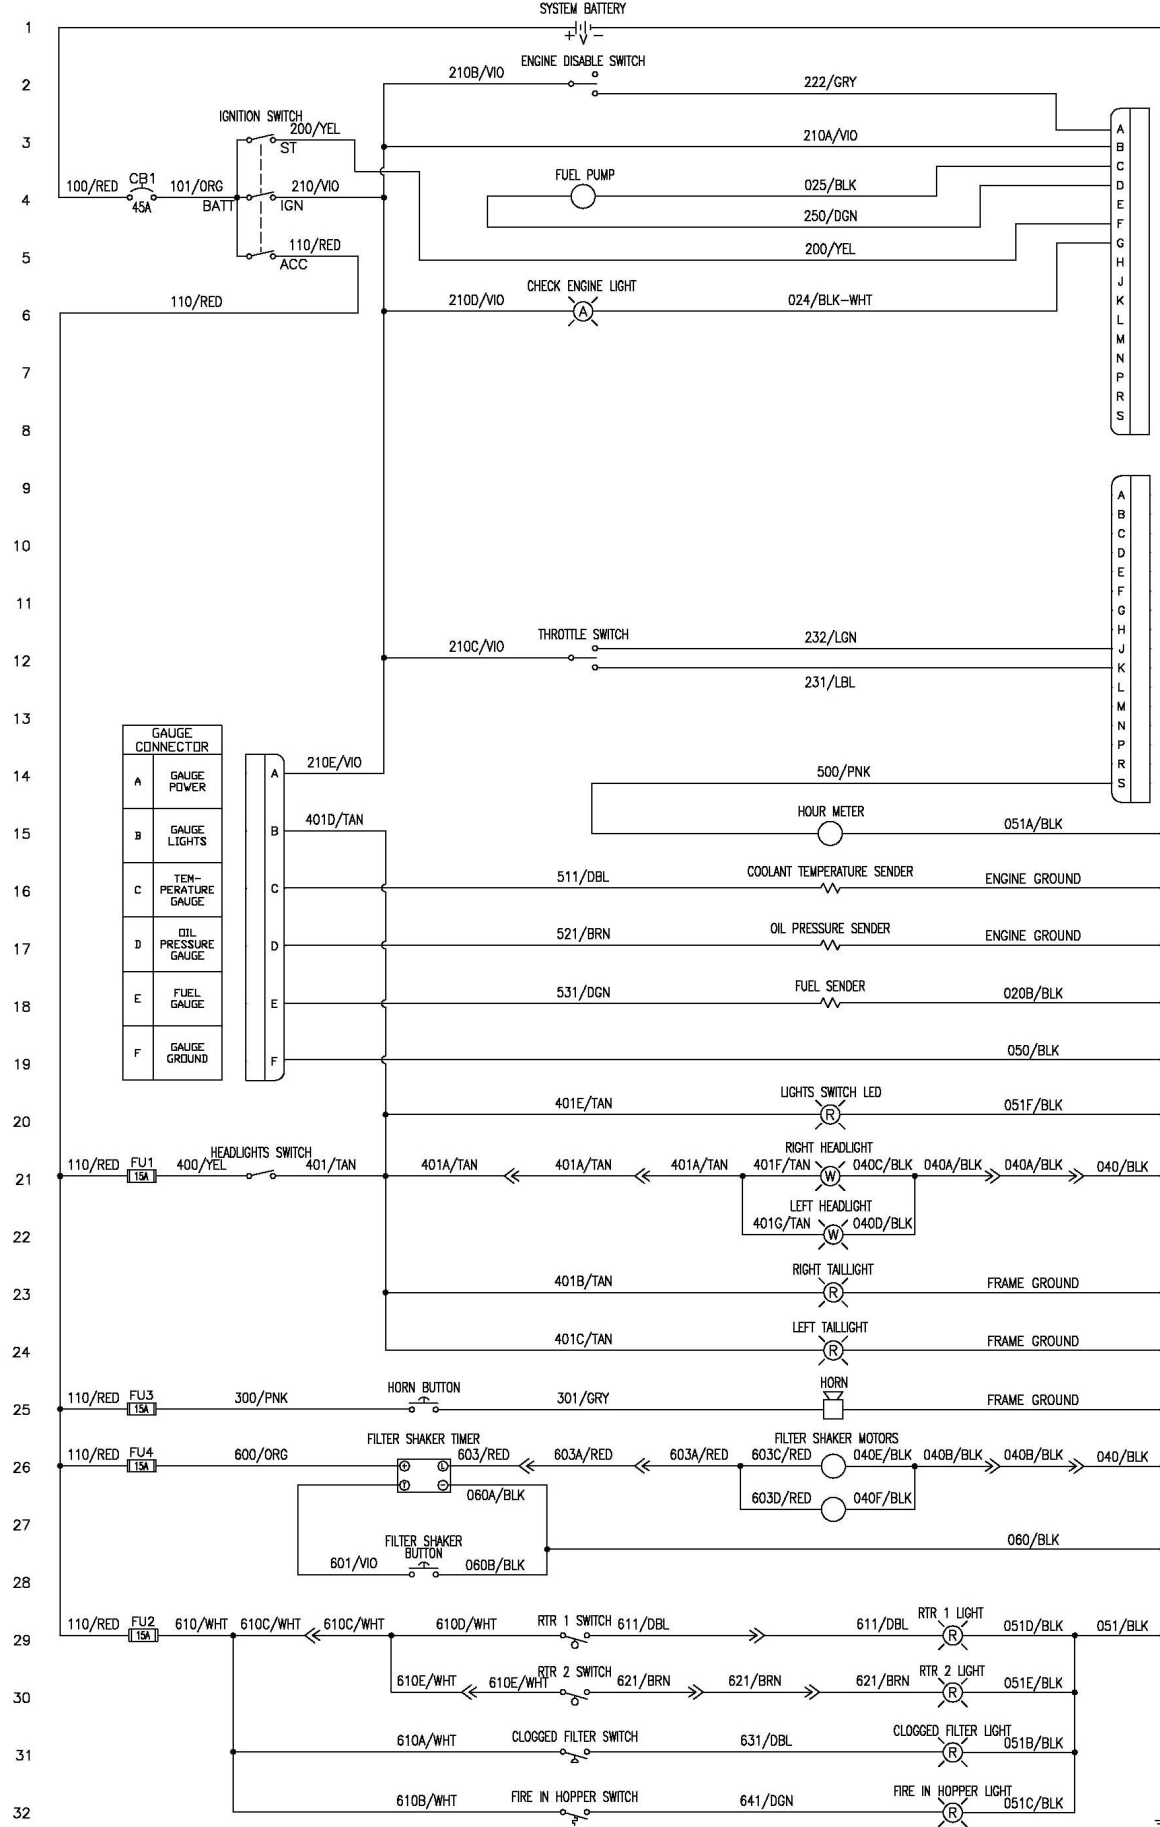 SYSTEM BATTERY
1
+ V −
ENGINE DISABLE SWITCH
2 210B/VIO 222/GRY
IGNITION SWITCH
200/YEL
3 ST 210A/VIO A
B
FUEL PUMP C
100/RED CB1 101/ORG 210/VIO 025/BLK D
4 45A BATT IGN E
250/DGN F
110/RED 200/YEL G
5 ACC H
CHECK ENGINE LIGHT J
110/RED 210D/VIO 024/BLK-WHT K
6 A L
M
N
7 P
R
S
8
9
A
B
C
10 D
E
F
11 G
THROTTLE SWITCH H
210C/VIO 232/LGN J
12 K
231/LBL L
M
13 N
GAUGE CONNECTOR P
210E/VIO 500/PNK R
14 A GAUGE POWER A S
HOUR METER
401D/TAN 051A/BLK
15 B GAUGE LIGHTS B
511/DBL COOLANT TEMPERATURE SENDER ENGINE GROUND
16 C TEM-PERATURE GAUGE C
521/BRN OIL PRESSURE SENDER ENGINE GROUND
17 D OIL PRESSURE GAUGE D
531/DGN FUEL SENDER 020B/BLK
18 E FUEL GAUGE E
050/BLK
19 F GAUGE GROUND F
LIGHTS SWITCH LED
401E/TAN 051F/BLK
20 R
HEADLIGHTS SWITCH RIGHT HEADLIGHT
110/RED FU1 400/YEL 401/TAN 401A/TAN 401A/TAN 401A/TAN 401F/TAN 040C/BLK 040A/BLK 040A/BLK 040/BLK
21 15A W
LEFT HEADLIGHT
401G/TAN 040D/BLK
22 W
RIGHT TAILLIGHT
401B/TAN FRAME GROUND
23 R
LEFT TAILLIGHT
401C/TAN FRAME GROUND
24 R
HORN BUTTON HORN
110/RED FU3 300/PNK 301/GRY FRAME GROUND
25 15A
FILTER SHAKER TIMER FILTER SHAKER MOTORS
110/RED FU4 600/ORG 603/RED 603A/RED 603A/RED 603C/RED 040E/BLK 040B/BLK 040B/BLK 040/BLK
26 15A + L
T −
060A/BLK 603D/RED 040F/BLK
27
FILTER SHAKER BUTTON 060/BLK
601/VIO 060B/BLK
28
110/RED FU2 610/WHT 610C/WHT 610C/WHT 610D/WHT RTR 1 SWITCH 611/DBL 611/DBL RTR 1 LIGHT 051D/BLK 051/BLK
29 15A R
610E/WHT 610E/WHT RTR 2 SWITCH 621/BRN 621/BRN 621/BRN RTR 2 LIGHT 051E/BLK
30 R
610A/WHT CLOGGED FILTER SWITCH 631/DBL CLOGGED FILTER LIGHT 051B/BLK
31 R
610B/WHT FIRE IN HOPPER SWITCH 641/DGN FIRE IN HOPPER LIGHT 051C/BLK
32 R